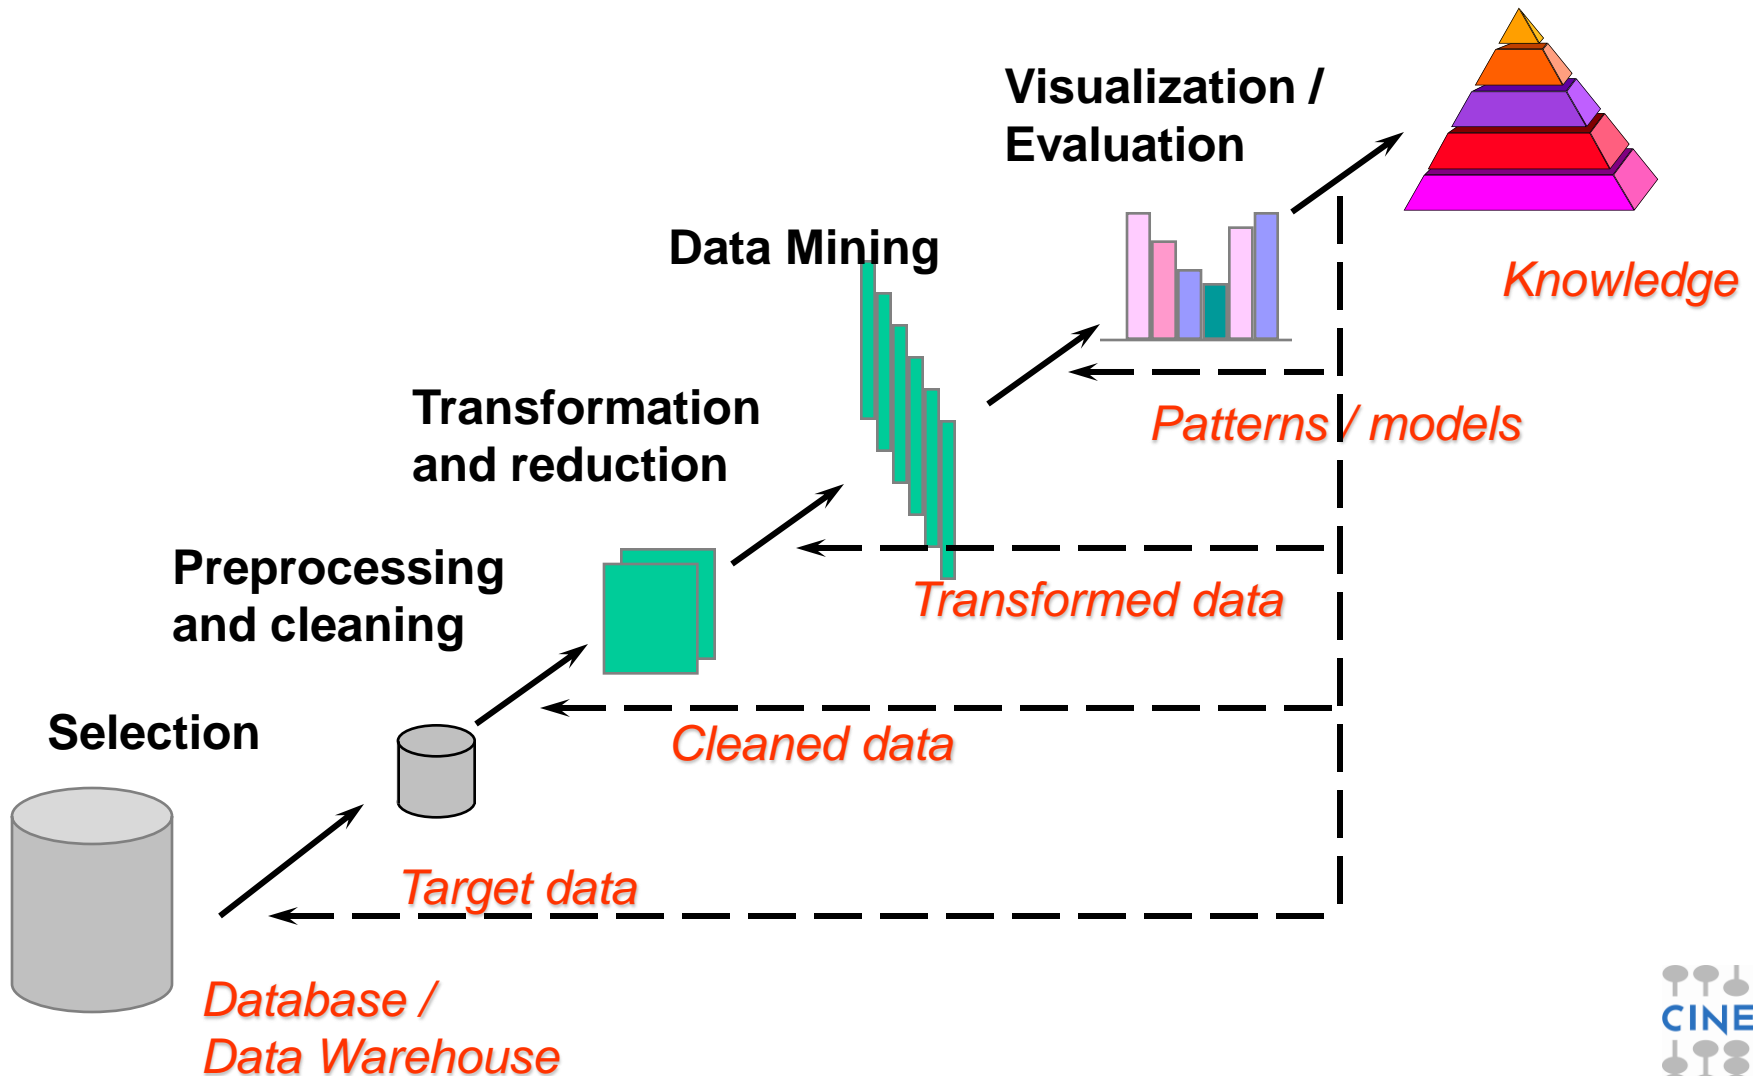 Visualization /
Evaluation
Knowledge
Data Mining
Patterns / models
Transformation
and reduction
Transformed data
Preprocessing
and cleaning
Cleaned data
Selection
Target data
Database /
Data Warehouse
CINE